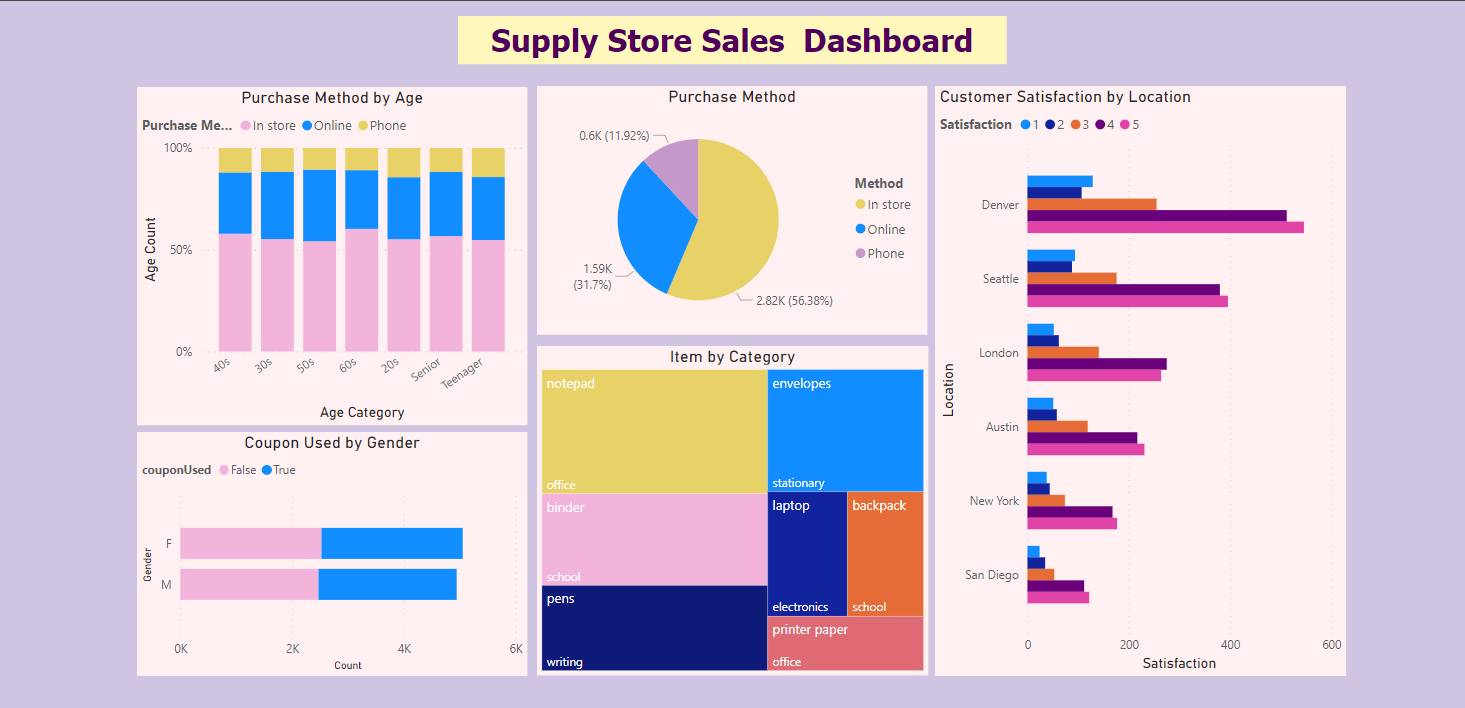 Supply Store Sales  Dashboard
Purchase Method by Age
Purchase Me... In store Online Phone
100%
50%
0%
Age Count
40s 30s 50s 60s 20s Senior Teenager
Age Category
Purchase Method
0.6K (11.92%)
1.59K
(31.7%)
2.82K (56.38%)
Method
In store
Online
Phone
Customer Satisfaction by Location
Satisfaction 1 2 3 4 5
Denver
Seattle
London
Austin
New York
San Diego
Location
0 200 400 600
Satisfaction
Coupon Used by Gender
couponUsed False True
F
M
Gender
0K 2K 4K 6K
Count
Item by Category
notepad
office
binder
school
pens
writing
envelopes
stationary
laptop
electronics
backpack
school
printer paper
office